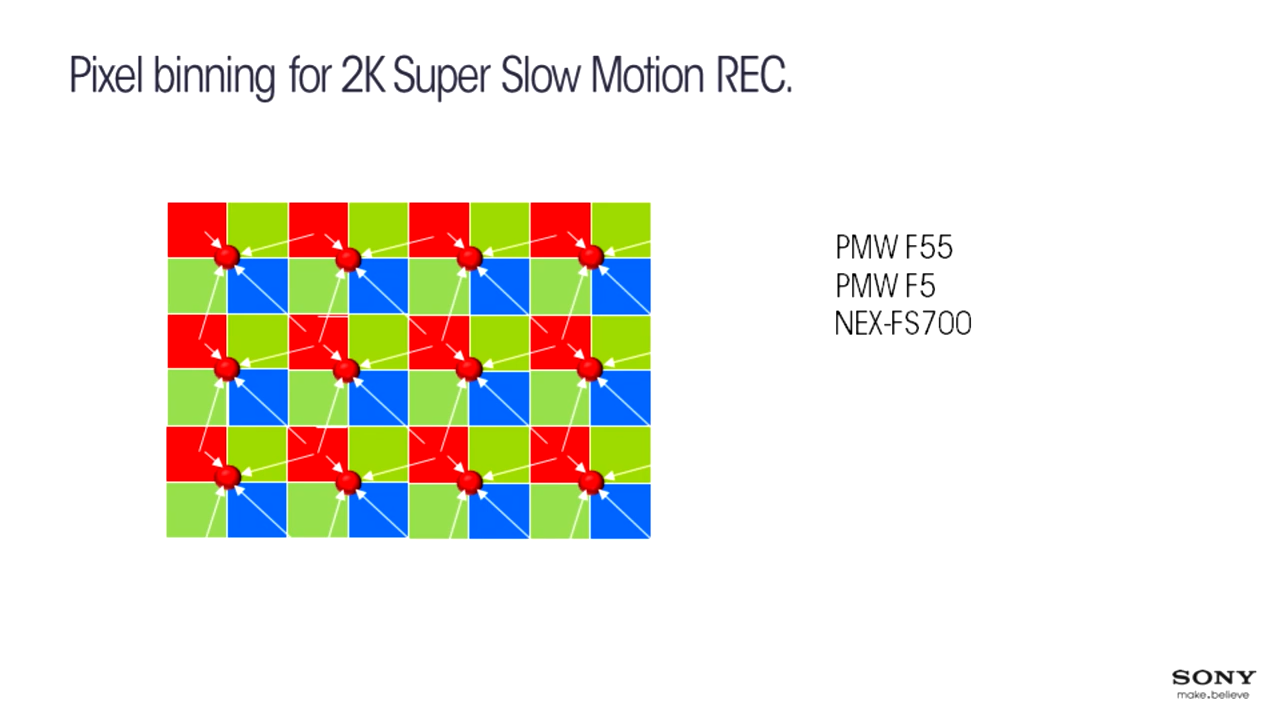 Pixel binning for 2K Super Slow Motion REC.
PMW F55
PMW F5
NEX-FS700
SONY
make.believe